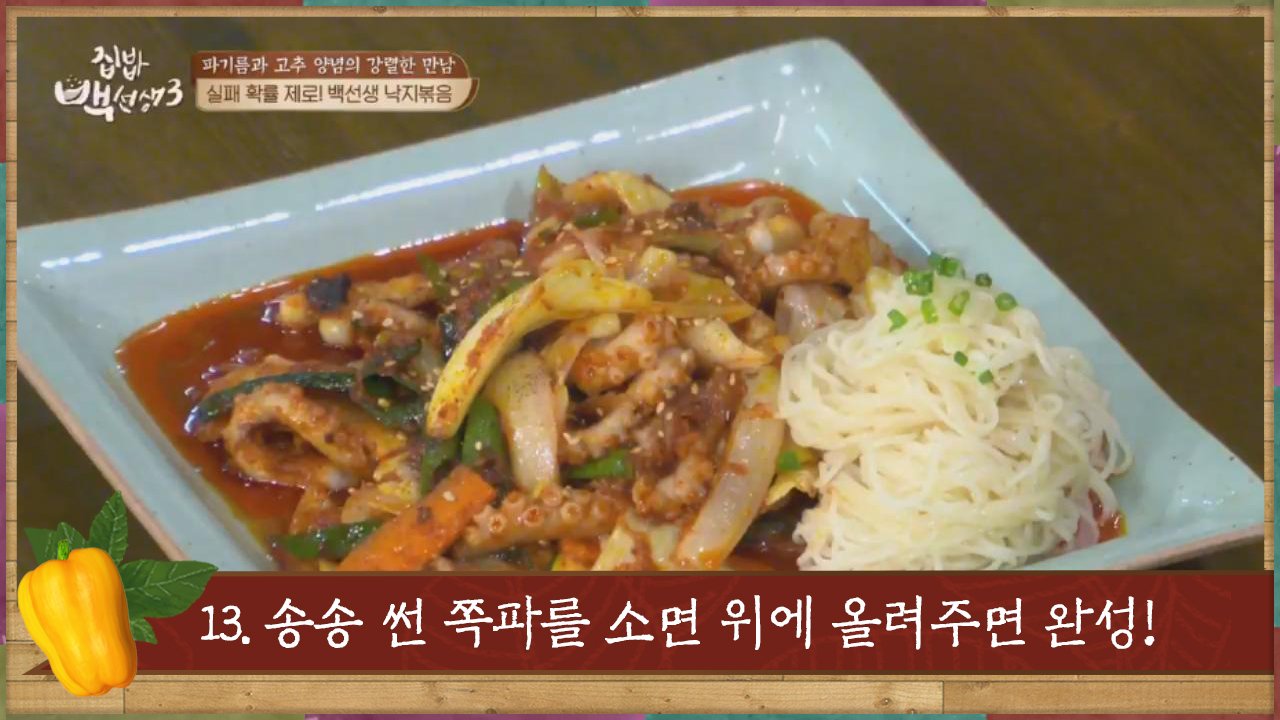 집밥
백선생3
파기름과 고추 양념의 강렬한 만남
실패 확률 제로! 백선생 낙지볶음
13. 송송 썬 쪽파를 소면 위에 올려주면 완성!